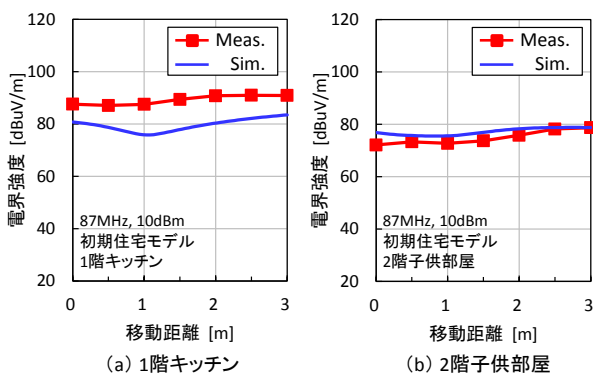 120
100
80
60
40
20
電界強度 [dBuV/m]
Meas.
Sim.
87MHz, 10dBm
初期住宅モデル
1階キッチン
0
1
2
3
移動距離 [m]
(a) 1階キッチン
120
100
80
60
40
20
電界強度 [dBuV/m]
Meas.
Sim.
87MHz, 10dBm
初期住宅モデル
2階子供部屋
0
1
2
3
移動距離 [m]
(b) 2階子供部屋